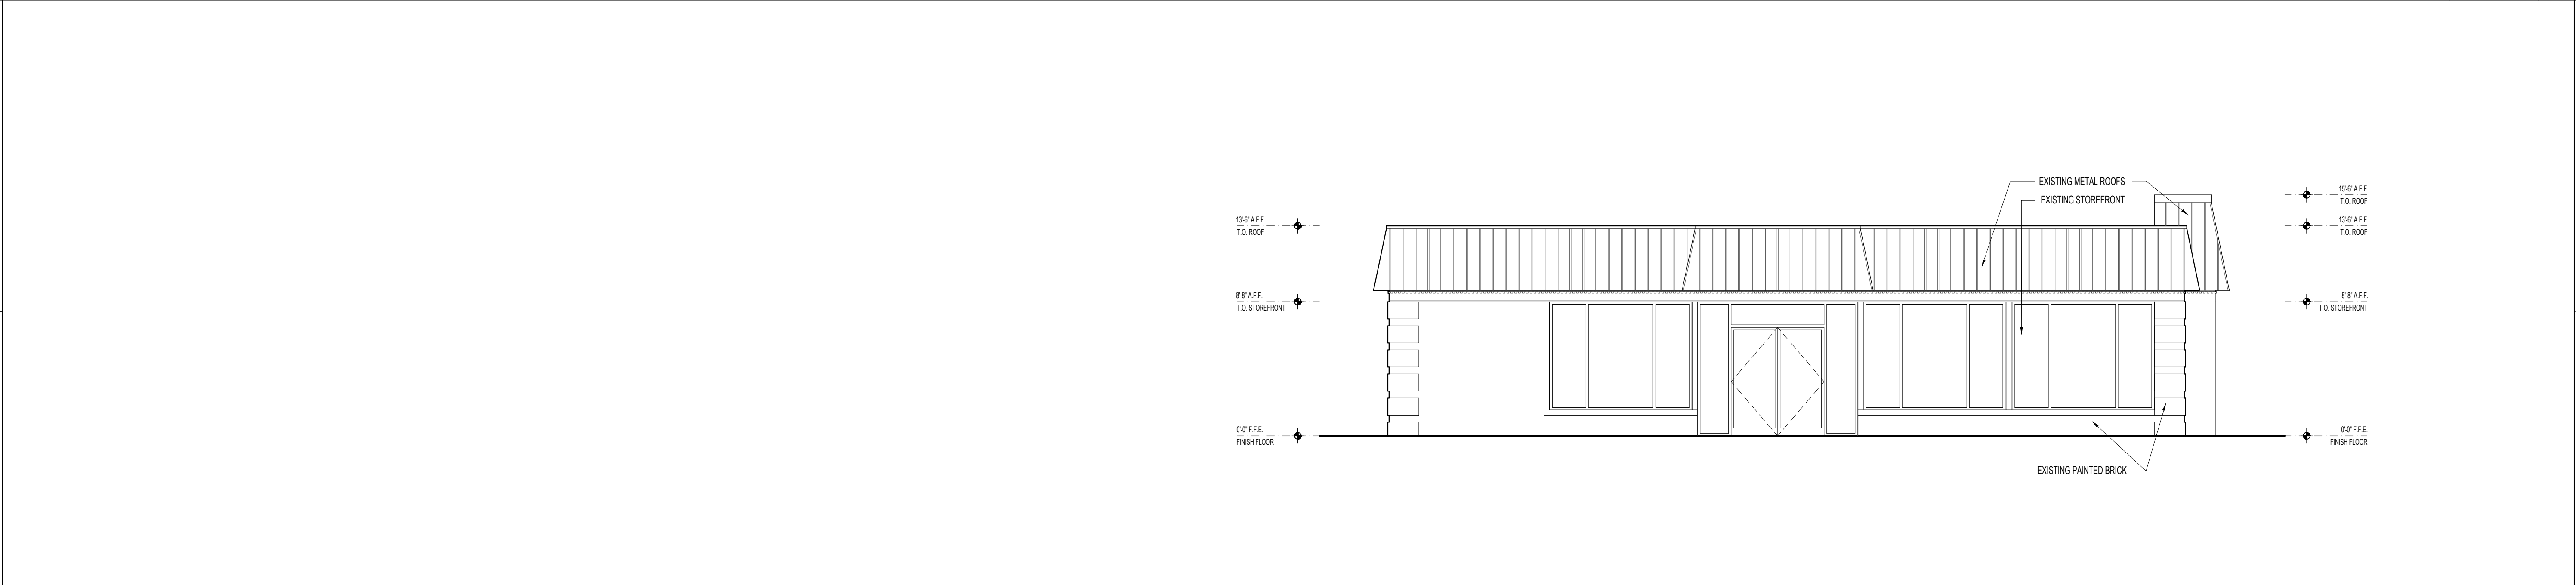 EXISTING METAL ROOFS
EXISTING STOREFRONT
15'-6" A.F.F.
T.O. ROOF
13'-6" A.F.F.
T.O. ROOF
13'-6" A.F.F.
T.O. ROOF
8'-8" A.F.F.
T.O. STOREFRONT
8'-8" A.F.F.
T.O. STOREFRONT
0'-0" F.F.E.
FINISH FLOOR
0'-0" F.F.E.
FINISH FLOOR
EXISTING PAINTED BRICK